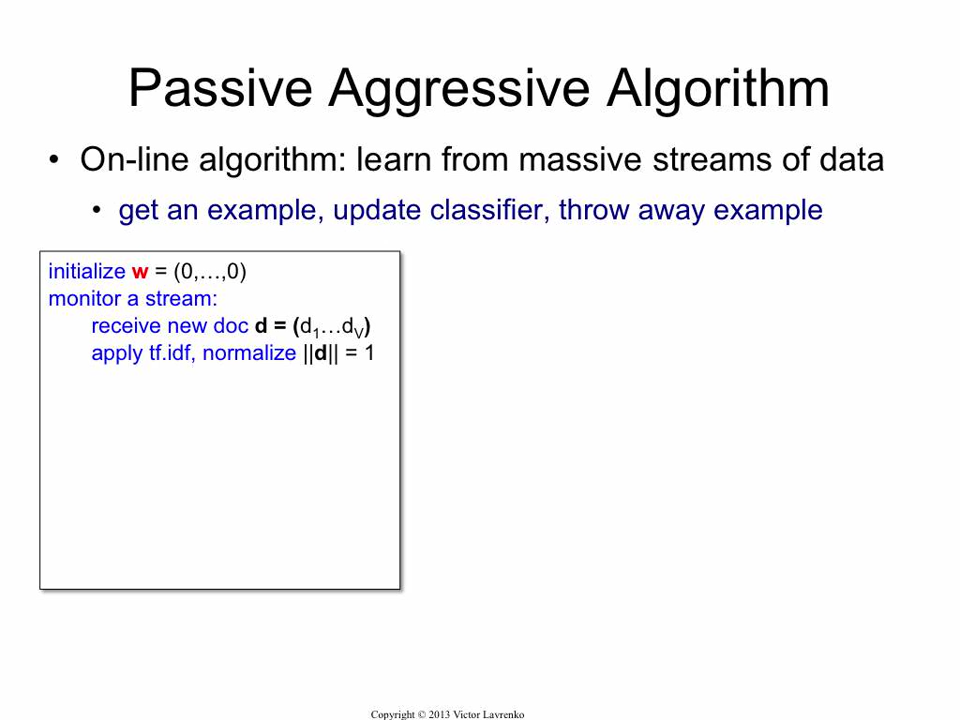 Passive Aggressive Algorithm
• On-line algorithm: learn from massive streams of data
• get an example, update classifier, throw away example
initialize w = (0,…,0)
monitor a stream:
receive new doc d = (d₁…dᵥ)
apply tf.idf, normalize ||d|| = 1
Copyright © 2013 Victor Lavrenko